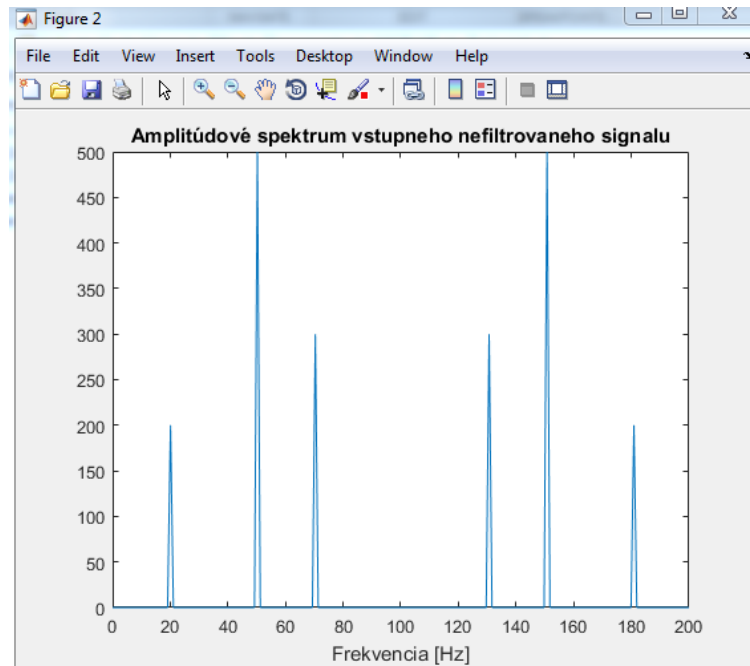 Figure 2
File Edit View Insert Tools Desktop Window Help
Amplitúdové spektrum vstupneho nefiltrovaneho signalu
500
450
400
350
300
250
200
150
100
50
0
0 20 40 60 80 100 120 140 160 180 200
Frekvencia [Hz]